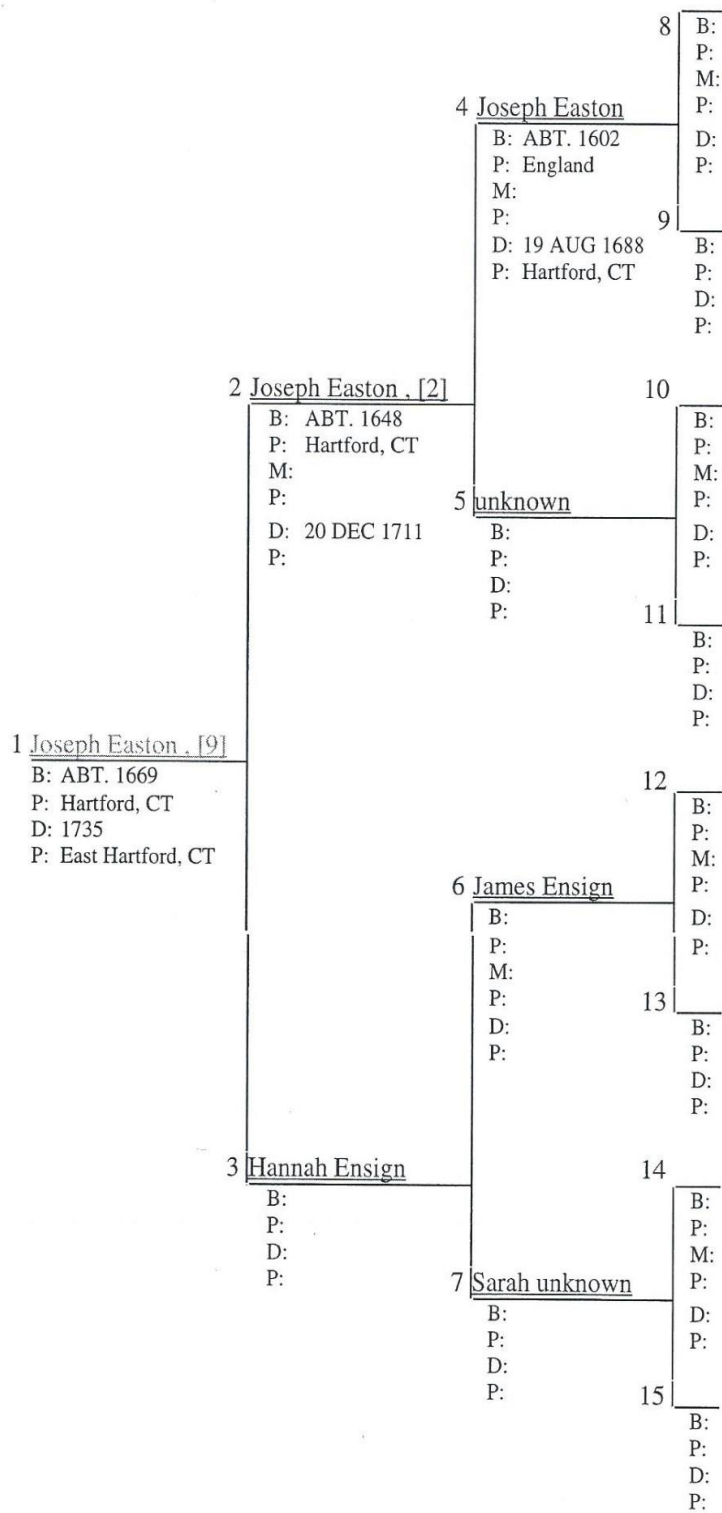 8
B:
P:
M:
P:
D:
P:
4 Joseph Easton
B: ABT. 1602
P: England
M:
P:
D: 19 AUG 1688
P: Hartford, CT
9
B:
P:
D:
P:
2 Joseph Easton , [2]
B: ABT. 1648
P: Hartford, CT
M:
P:
D: 20 DEC 1711
P:
10
B:
P:
M:
P:
D:
P:
5 unknown
B:
P:
D:
P:
11
B:
P:
D:
P:
1 Joseph Easton , [9]
B: ABT. 1669
P: Hartford, CT
D: 1735
P: East Hartford, CT
12
B:
P:
M:
P:
D:
P:
6 James Ensign
B:
P:
M:
P:
D:
P:
13
B:
P:
D:
P:
3 Hannah Ensign
B:
P:
D:
P:
14
B:
P:
M:
P:
D:
P:
7 Sarah unknown
B:
P:
D:
P:
15
B:
P:
D:
P: